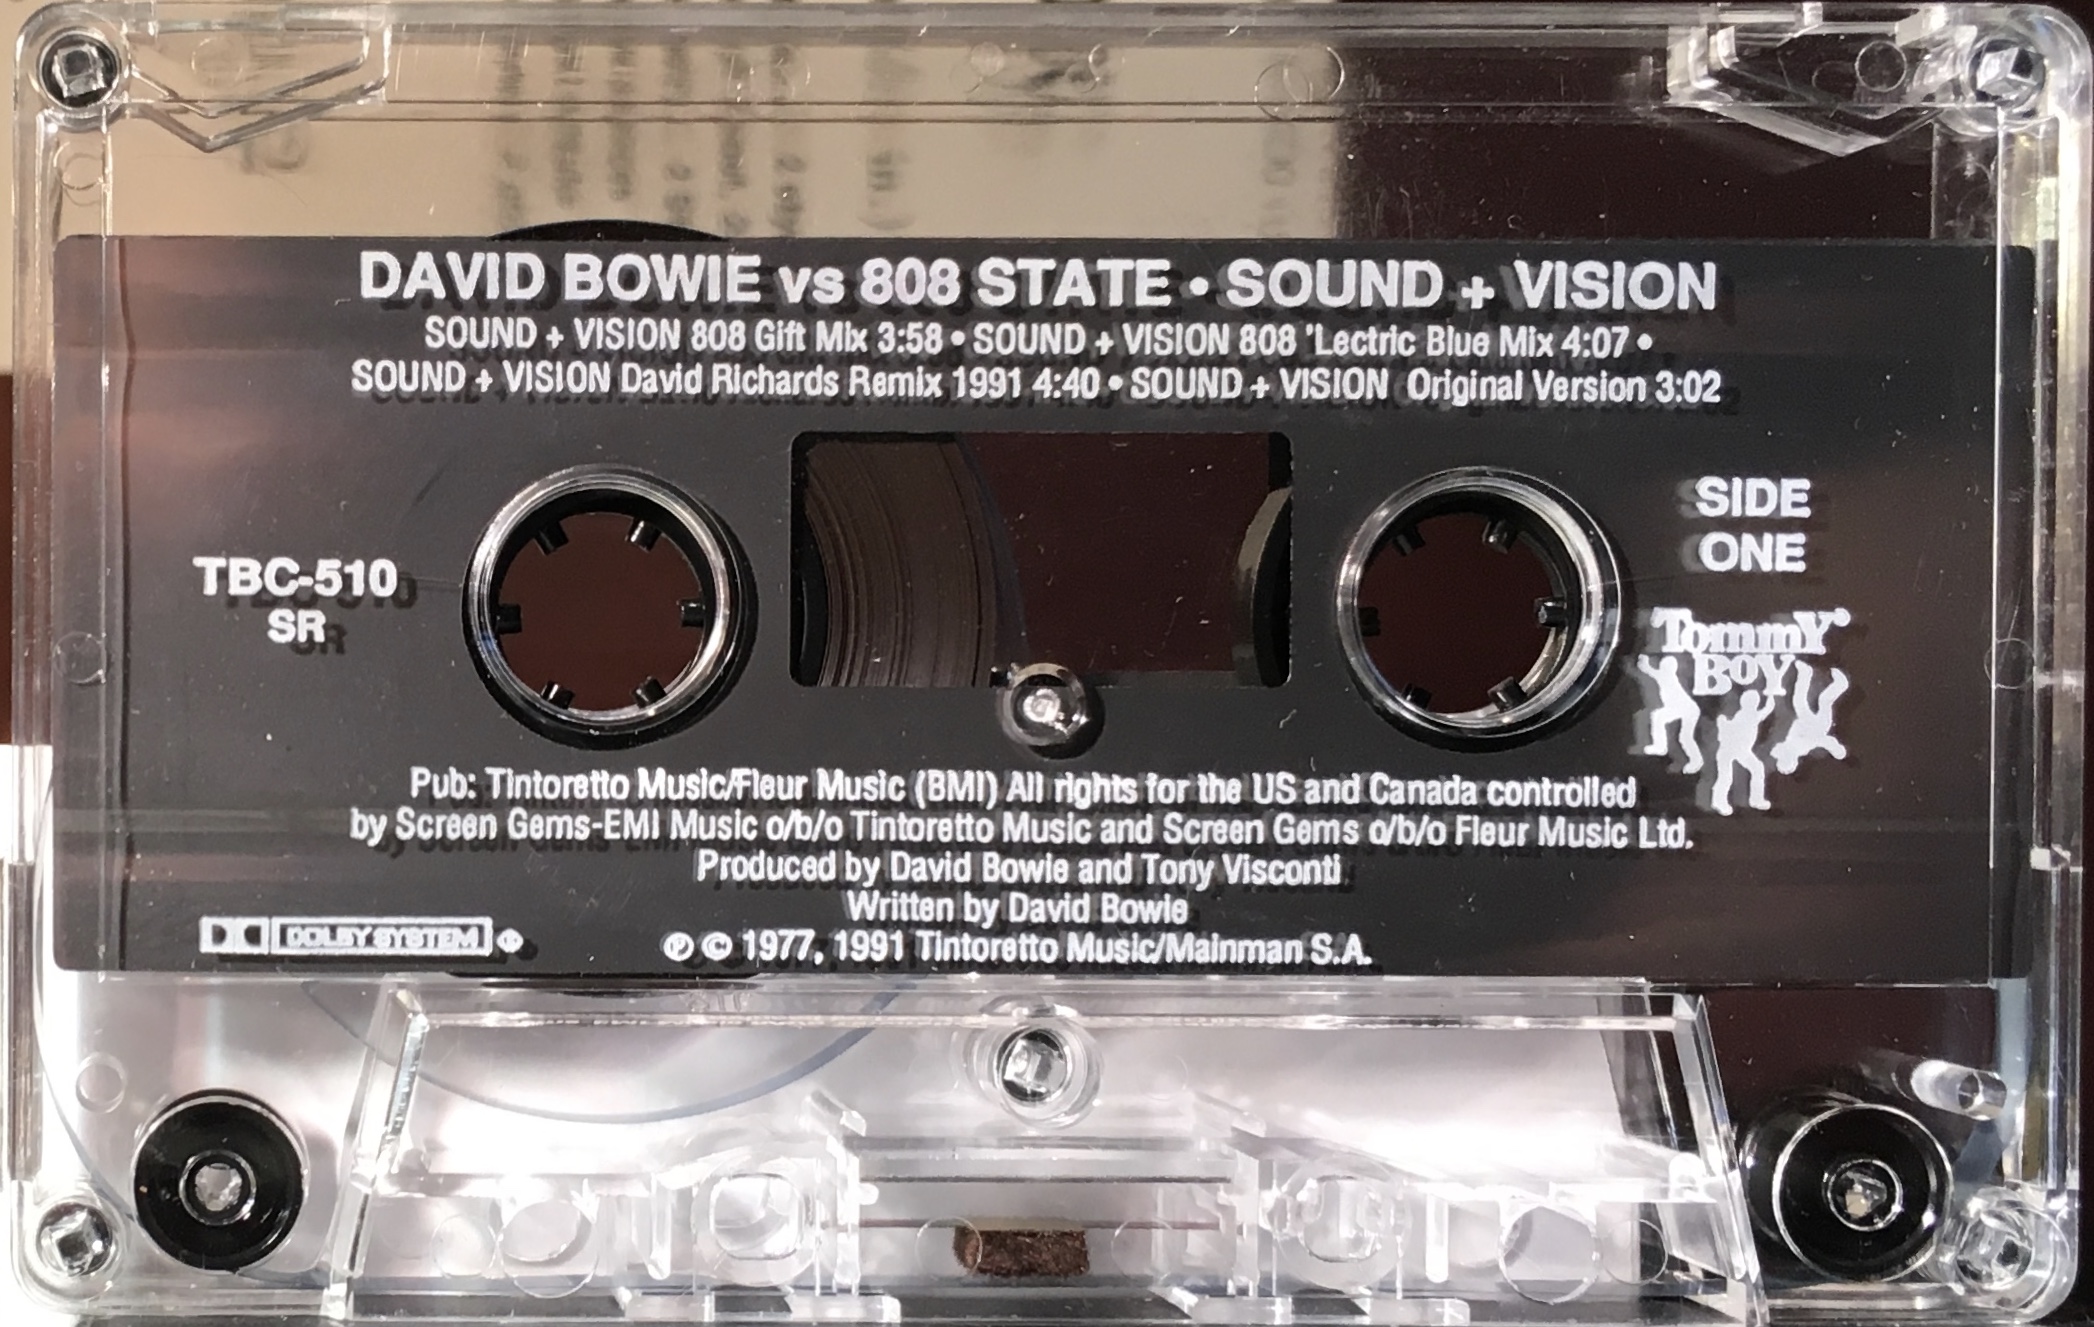 DAVID BOWIE vs 808 STATE • SOUND + VISION
SOUND + VISION 808 Gift Mix 3:58 • SOUND + VISION 808 'Lectric Blue Mix 4:07 •
SOUND + VISION David Richards Remix 1991 4:40 • SOUND + VISION Original Version 3:02
SIDE
ONE
TBC-510
SR
TommY®
BoY
Pub: Tintoretto Music/Fleur Music (BMI) All rights for the US and Canada controlled
by Screen Gems-EMI Music o/b/o Tintoretto Music and Screen Gems o/b/o Fleur Music Ltd.
Produced by David Bowie and Tony Visconti
Written by David Bowie
DOLBY SYSTEM ®
℗ © 1977, 1991 Tintoretto Music/Mainman S.A.